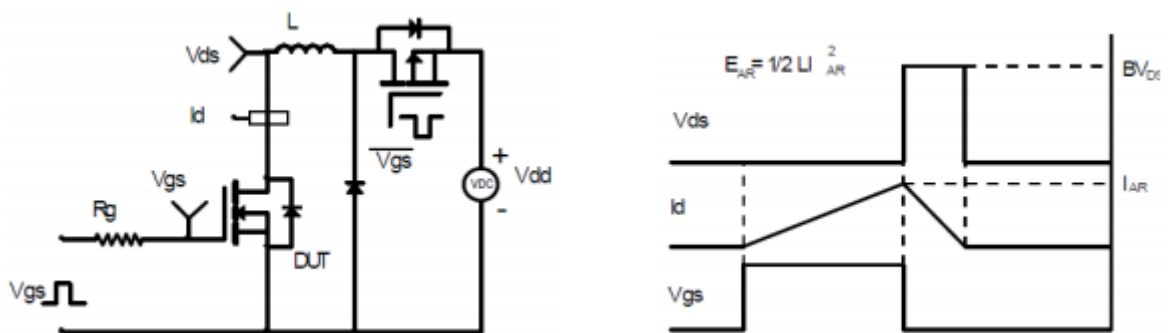 L
Vds
Id
Vgs
Rg
DUT
Vgs
Vgs
+
VDC
Vdd
-
E AR = 1/2 LI 2 AR
Vds
BVDS
Id
IAR
Vgs